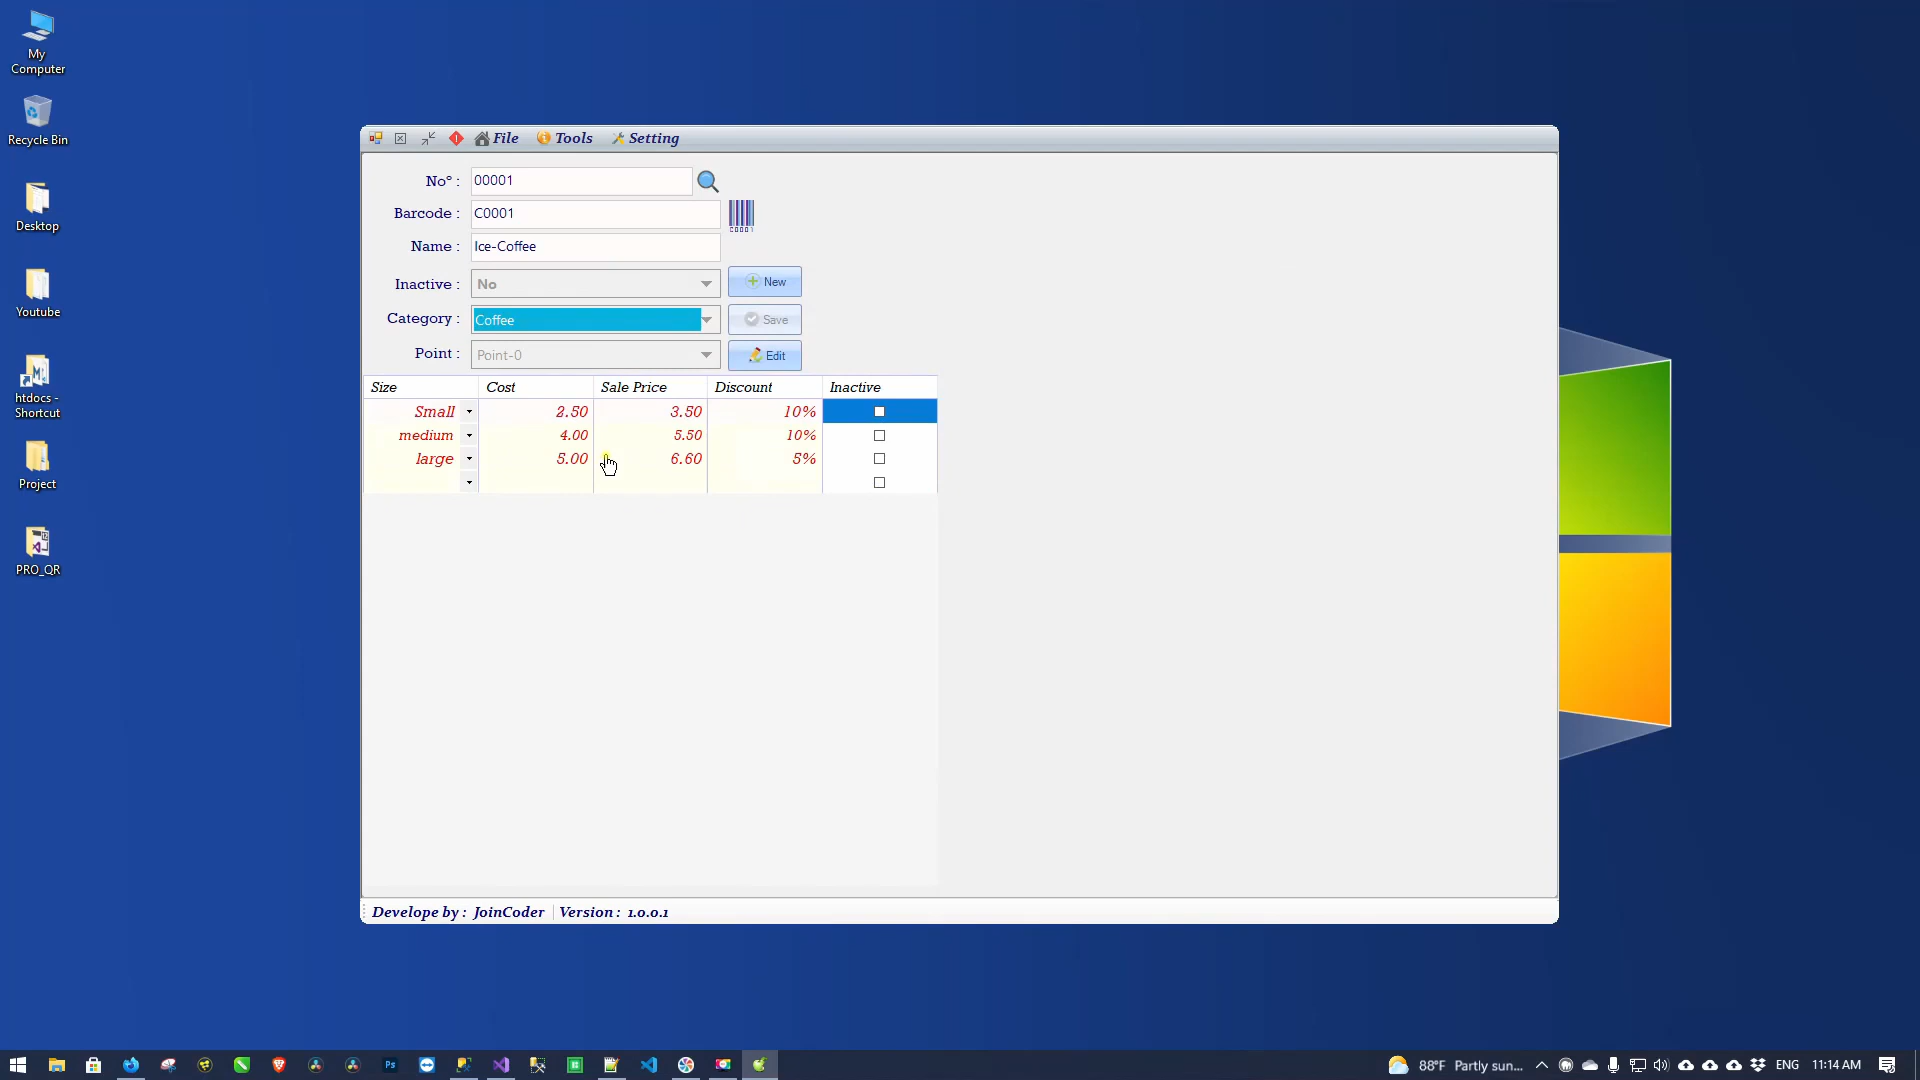 My
Computer
Recycle Bin
Desktop
Youtube
htdocs -
Shortcut
Project
PRO_QR
File Tools Setting
Noº : 00001
Barcode : C0001
C0001
Name : Ice-Coffee
Inactive : No
New
Category : Coffee
Save
Point : Point-0
Edit
Size Cost Sale Price Discount Inactive
Small 2.50 3.50 10%
medium 4.00 5.50 10%
large 5.00 6.60 5%
Develope by : JoinCoder Version : 1.0.0.1
Ps
88°F Partly sun... ENG 11:14 AM